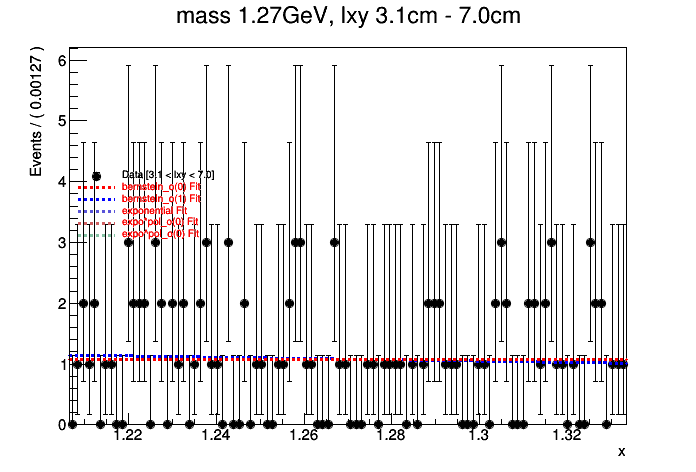 mass 1.27GeV, lxy 3.1cm - 7.0cm
Events / ( 0.00127 )
6
5
4
3
2
1
0
Data [3.1 < lxy < 7.0]
bernstein_o(0) Fit
bernstein_o(1) Fit
exponential Fit
expo*pol_o(0) Fit
expo*pol_o(0) Fit
1.22 1.24 1.26 1.28 1.3 1.32
x